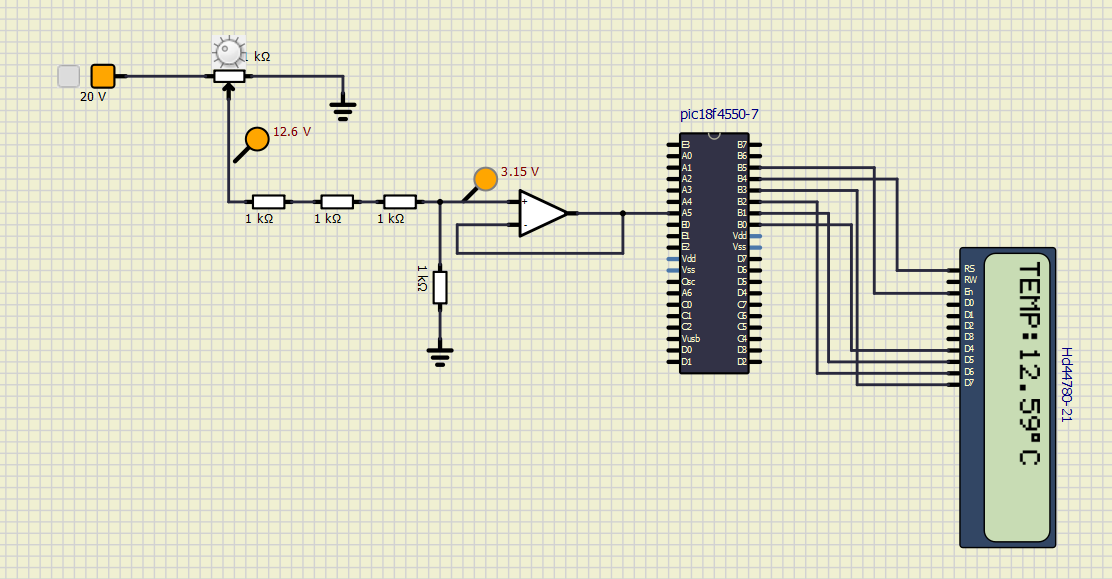 1 kΩ
20 V
12.6 V
3.15 V
1 kΩ
1 kΩ
1 kΩ
1 kΩ
pic18f4550-7
E3
A0
A1
A2
A3
A4
A5
E0
E1
E2
Vdd
Vss
Osc
A6
C0
C1
C2
Vusb
D0
D1
B7
B6
B5
B4
B3
B2
B1
B0
Vdd
Vss
D7
D6
D5
D4
C7
C6
C5
C4
D3
D2
+
-
RS
RW
En
D0
D1
D2
D3
D4
D5
D6
D7
TEMP:12.59°C
Hd44780-21